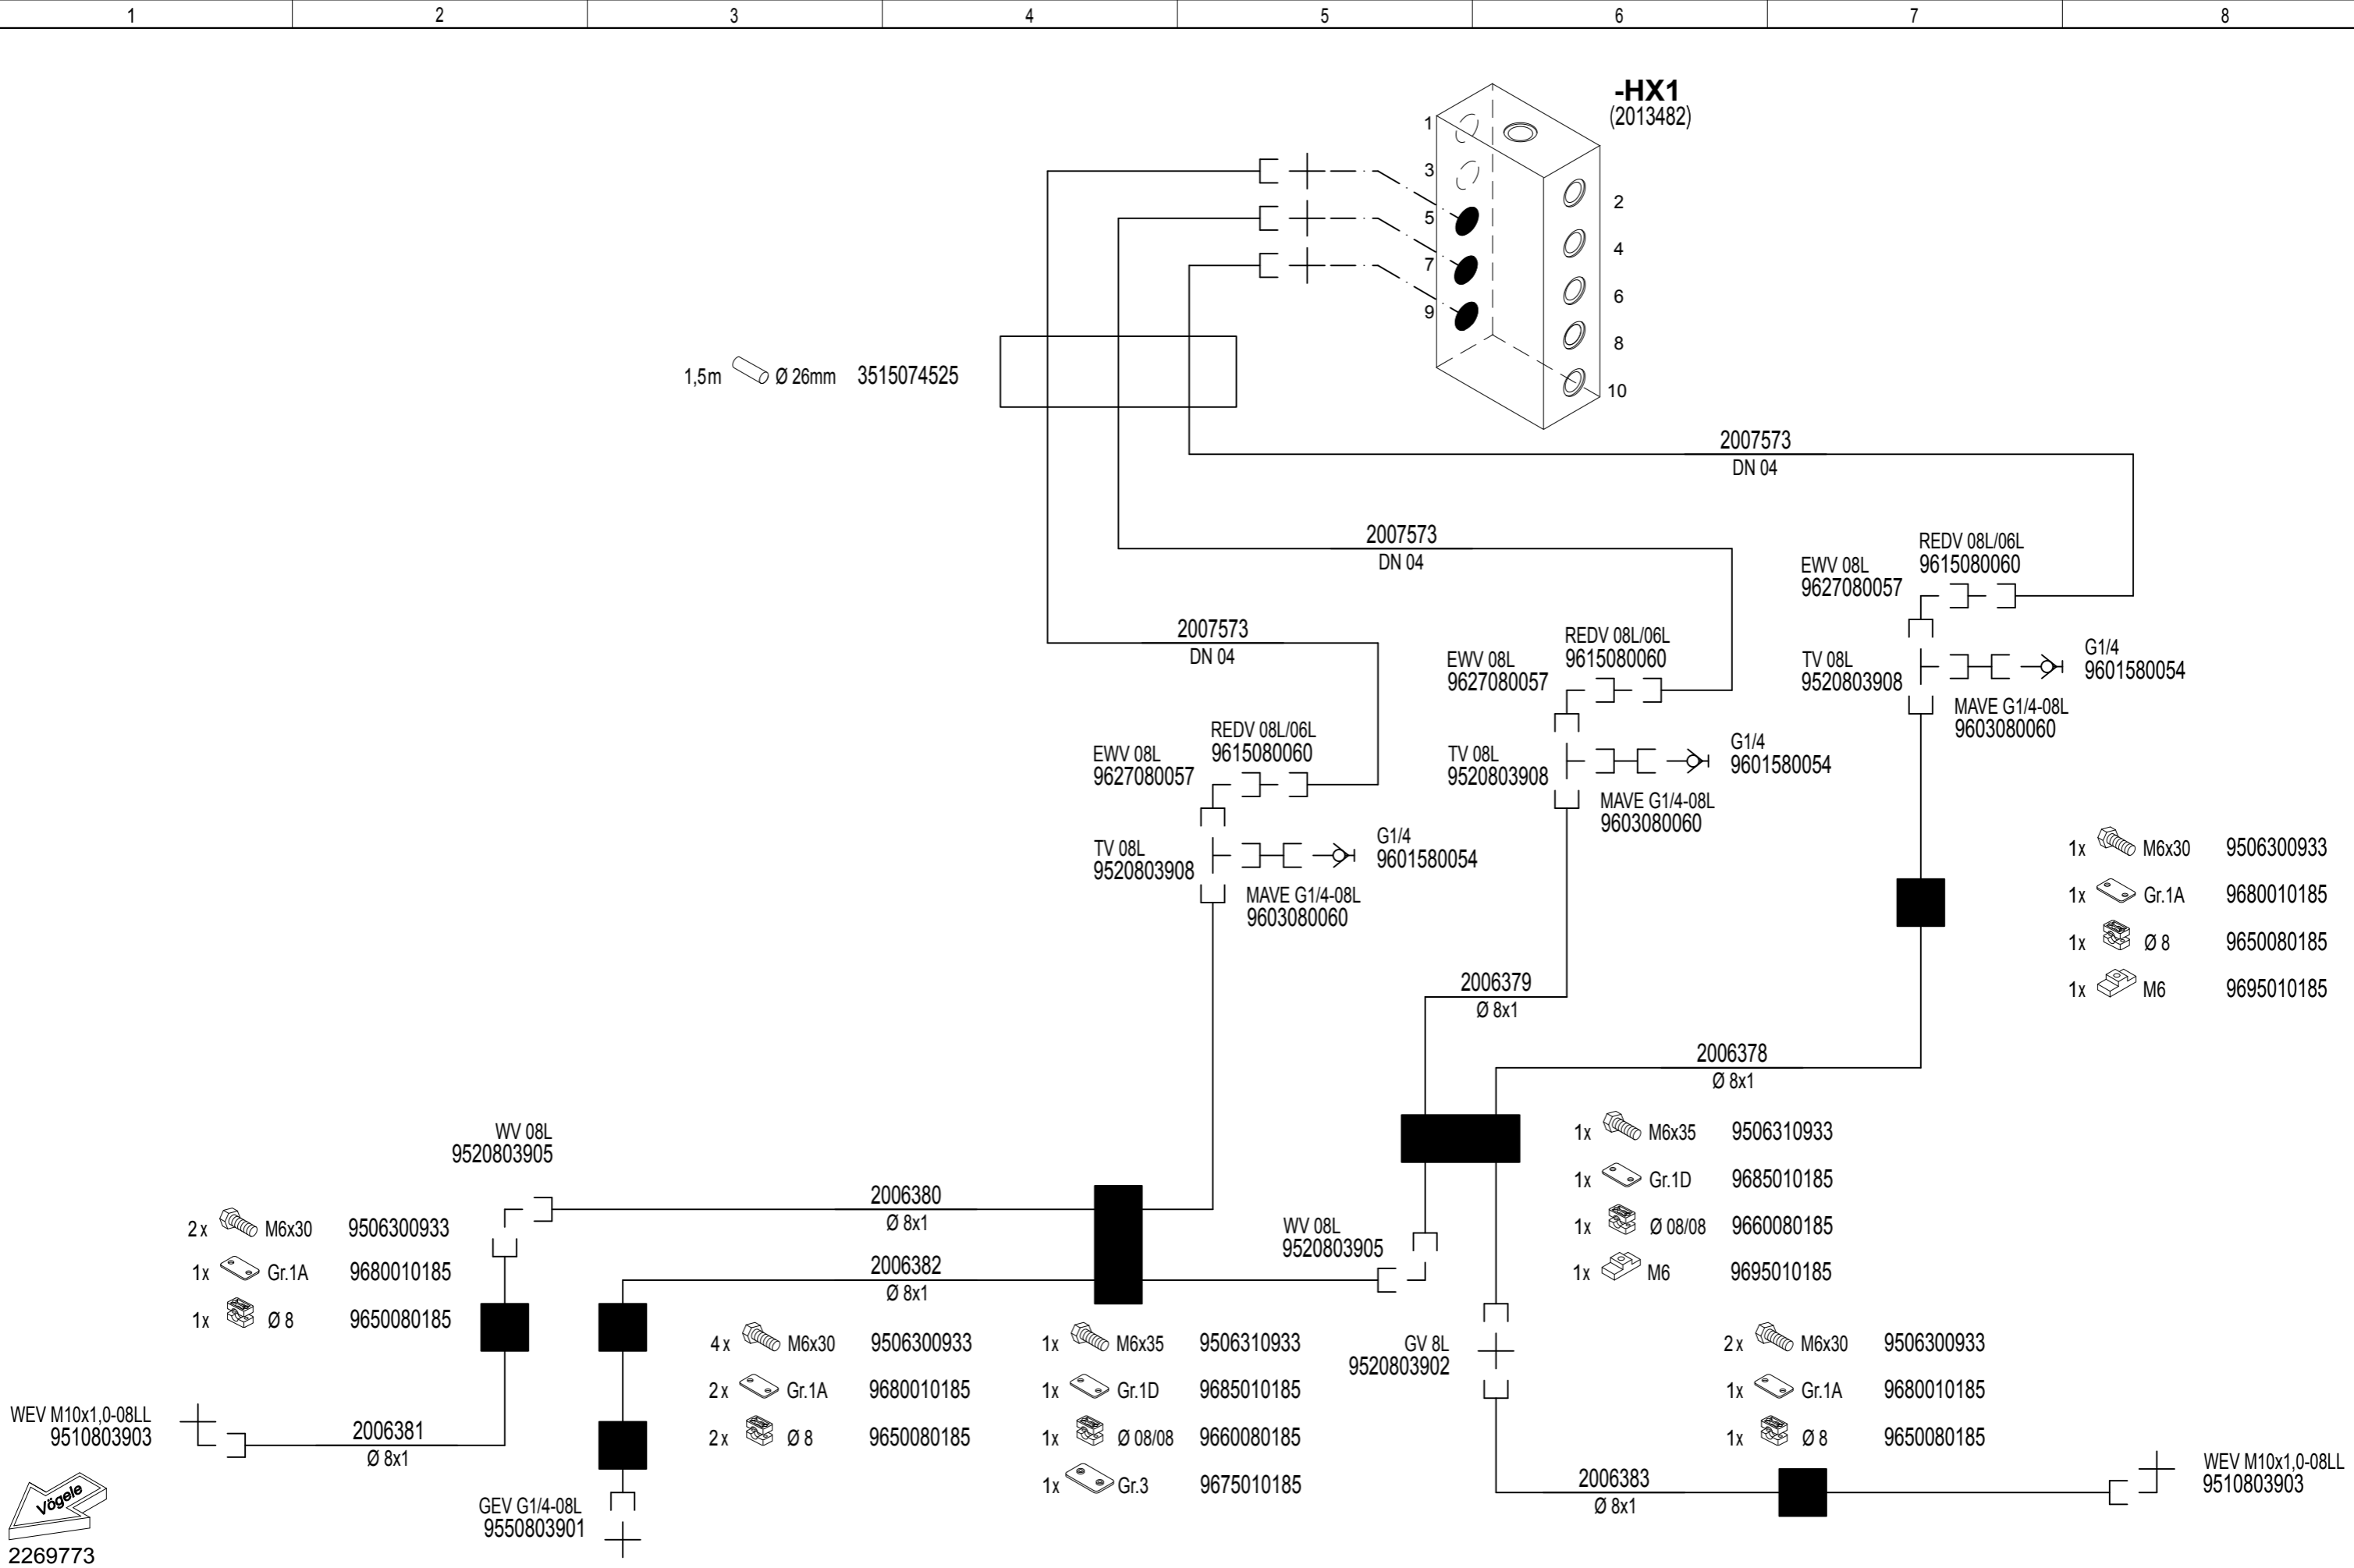 1 2 3 4 5 6 7 8
-HX1
(2013482)
1
3
5
7
9
2
4
6
8
10
1,5m Ø 26mm 3515074525
2007573
DN 04
2007573
DN 04
2007573
DN 04
REDV 08L/06L
9615080060
EWV 08L
9627080057
TV 08L
9520803908
G1/4
9601580054
MAVE G1/4-08L
9603080060
REDV 08L/06L
9615080060
EWV 08L
9627080057
TV 08L
9520803908
G1/4
9601580054
MAVE G1/4-08L
9603080060
REDV 08L/06L
9615080060
EWV 08L
9627080057
TV 08L
9520803908
G1/4
9601580054
MAVE G1/4-08L
9603080060
1x M6x30 9506300933
1x Gr.1A 9680010185
1x Ø 8 9650080185
1x M6 9695010185
2006379
Ø 8x1
2006378
Ø 8x1
1x M6x35 9506310933
1x Gr.1D 9685010185
1x Ø 08/08 9660080185
1x M6 9695010185
WV 08L
9520803905
2006380
Ø 8x1
2006382
Ø 8x1
WV 08L
9520803905
2x M6x30 9506300933
1x Gr.1A 9680010185
1x Ø 8 9650080185
4x M6x30 9506300933
2x Gr.1A 9680010185
2x Ø 8 9650080185
1x M6x35 9506310933
1x Gr.1D 9685010185
1x Ø 08/08 9660080185
1x Gr.3 9675010185
GV 8L
9520803902
2x M6x30 9506300933
1x Gr.1A 9680010185
1x Ø 8 9650080185
WEV M10x1,0-08LL
9510803903
2006381
Ø 8x1
GEV G1/4-08L
9550803901
2006383
Ø 8x1
WEV M10x1,0-08LL
9510803903
Vögele
2269773